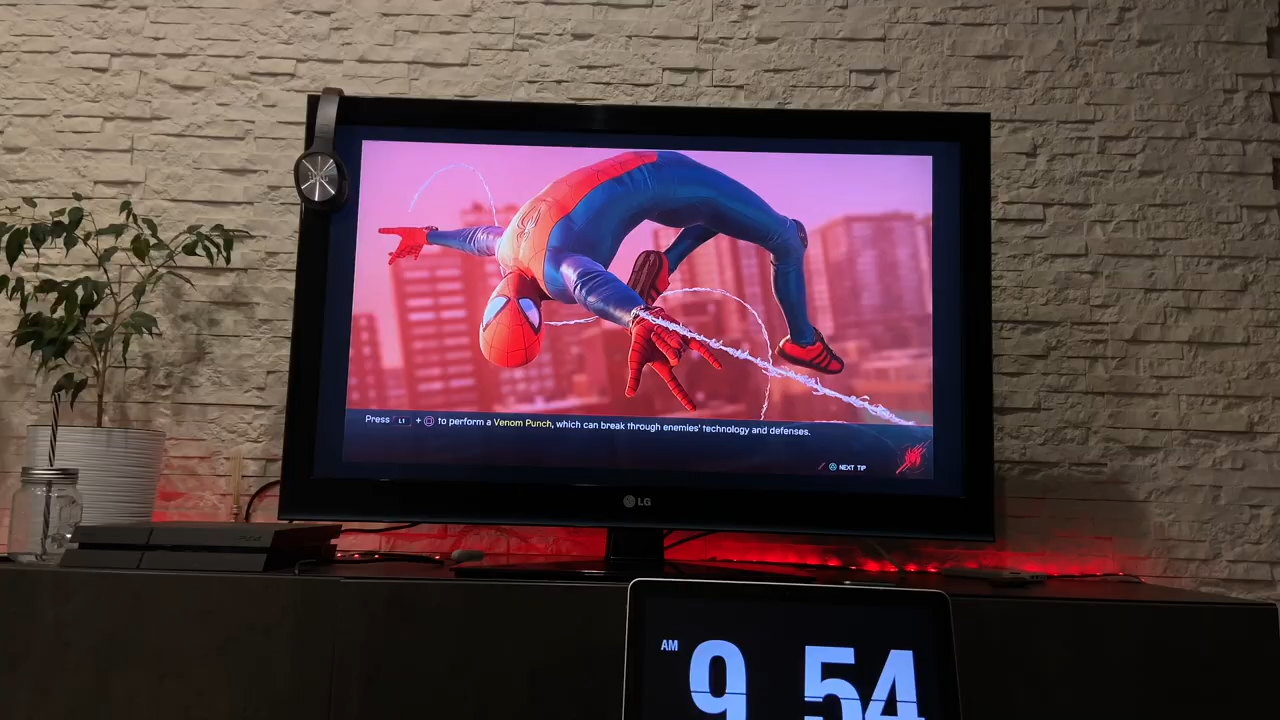 Press L1 + to perform a Venom Punch, which can break through enemies' technology and defenses.
NEXT TIP
LG
PS4
AM
9 54